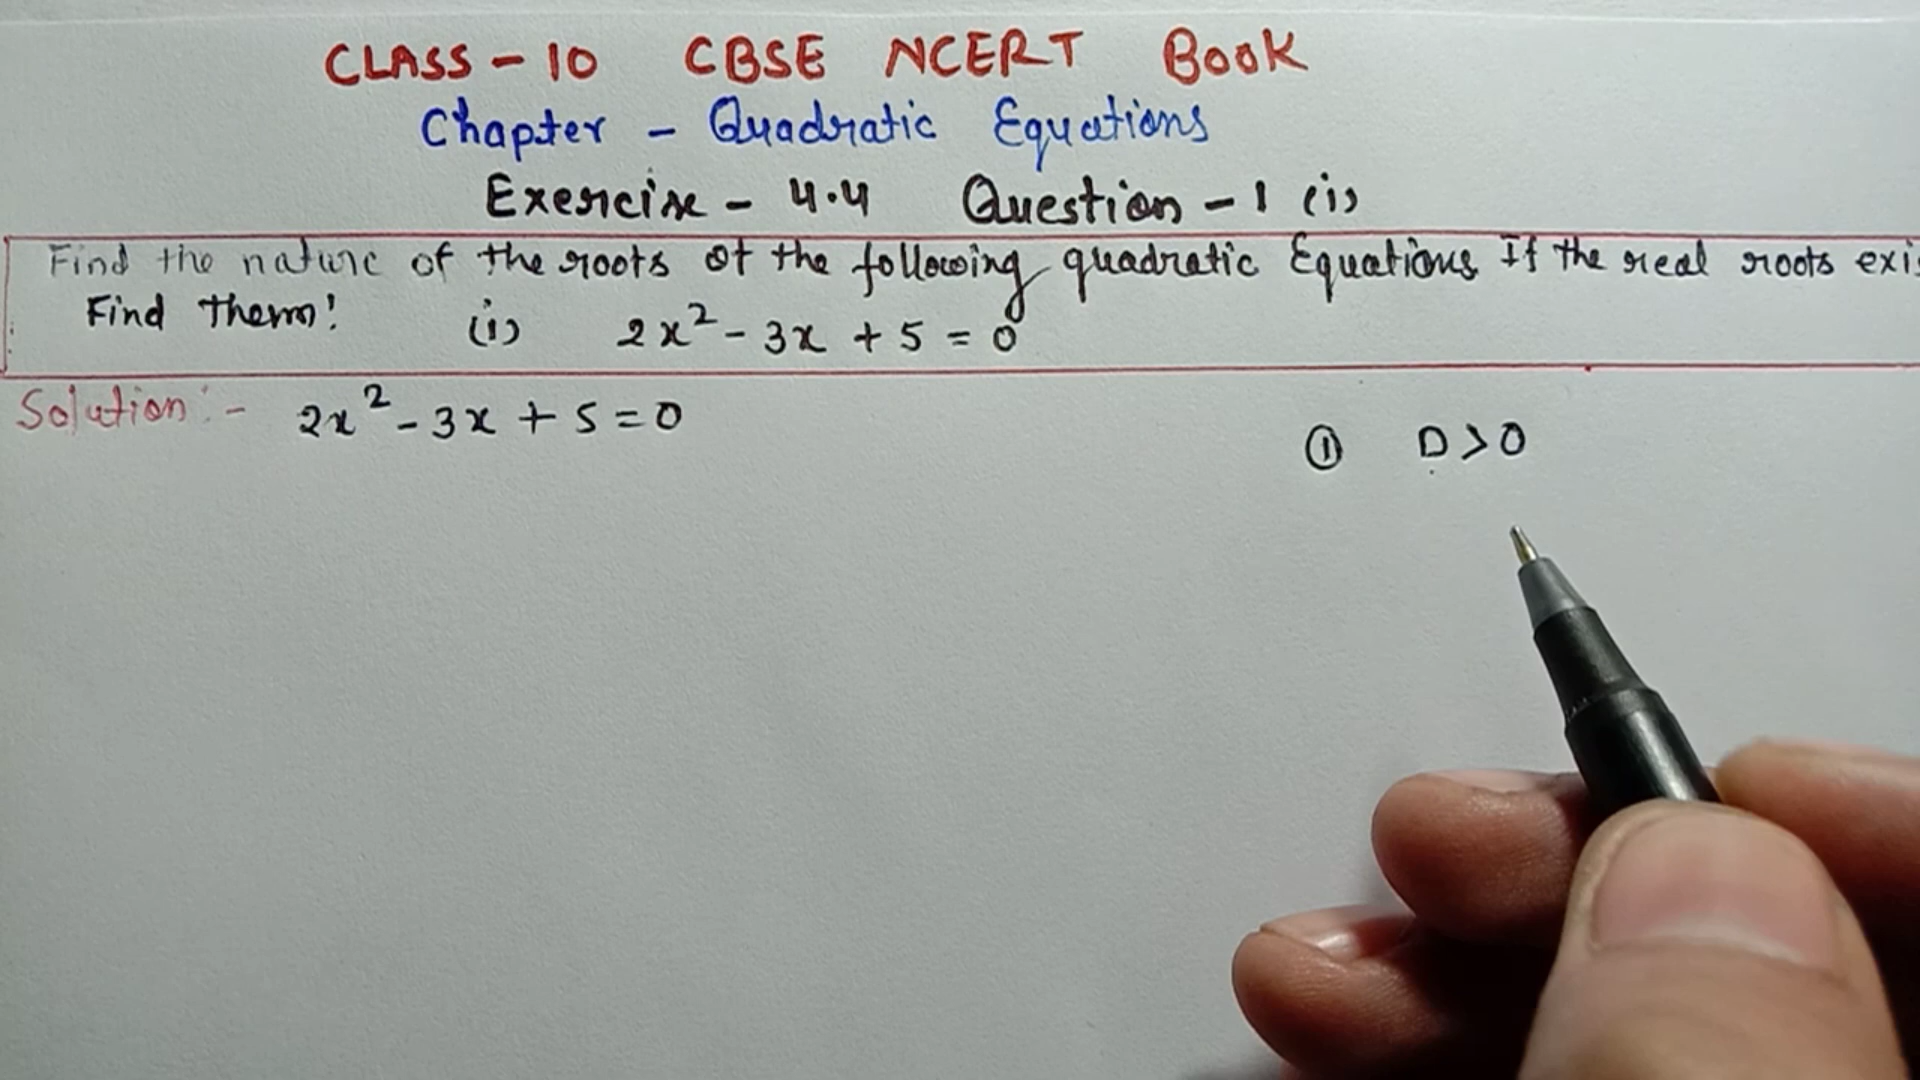 CLASS - 10 CBSE NCERT Book
Chapter - Quadratic Equations
Exercise - 4.4 Question - 1 (i)
Find the nature of the roots of the following quadratic Equations If the real roots exis
Find them!
(i) 2x² - 3x + 5 = 0
Solution :- 2x² - 3x + 5 = 0
① D > 0